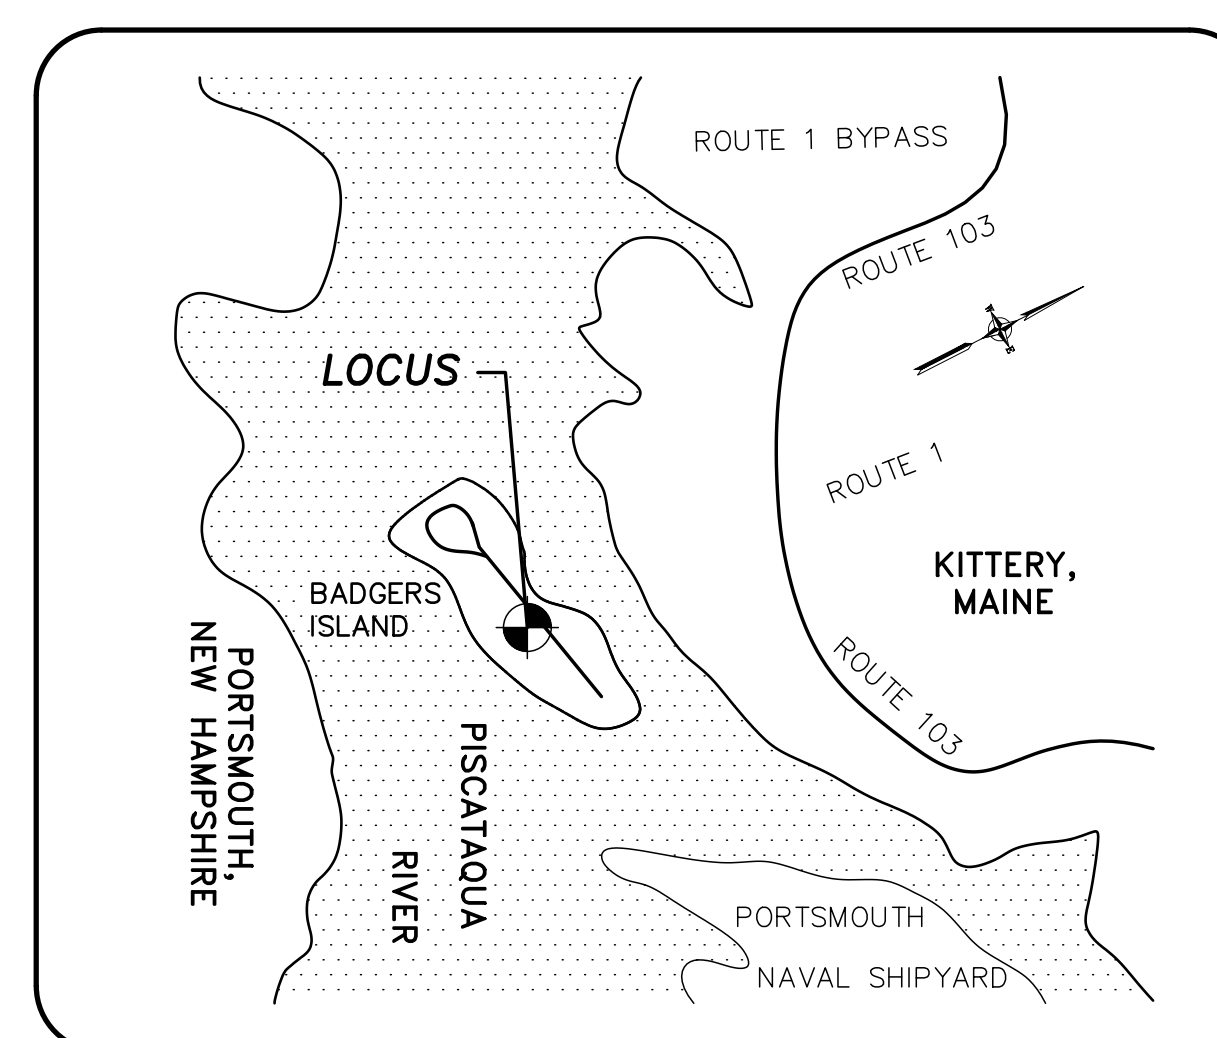 ROUTE 1 BYPASS
ROUTE 103
LOCUS
ROUTE 1
KITTERY,
MAINE
BADGERS
ISLAND
ROUTE 103
PORTSMOUTH,
NEW HAMPSHIRE
PISCATAQUA
RIVER
PORTSMOUTH
NAVAL SHIPYARD